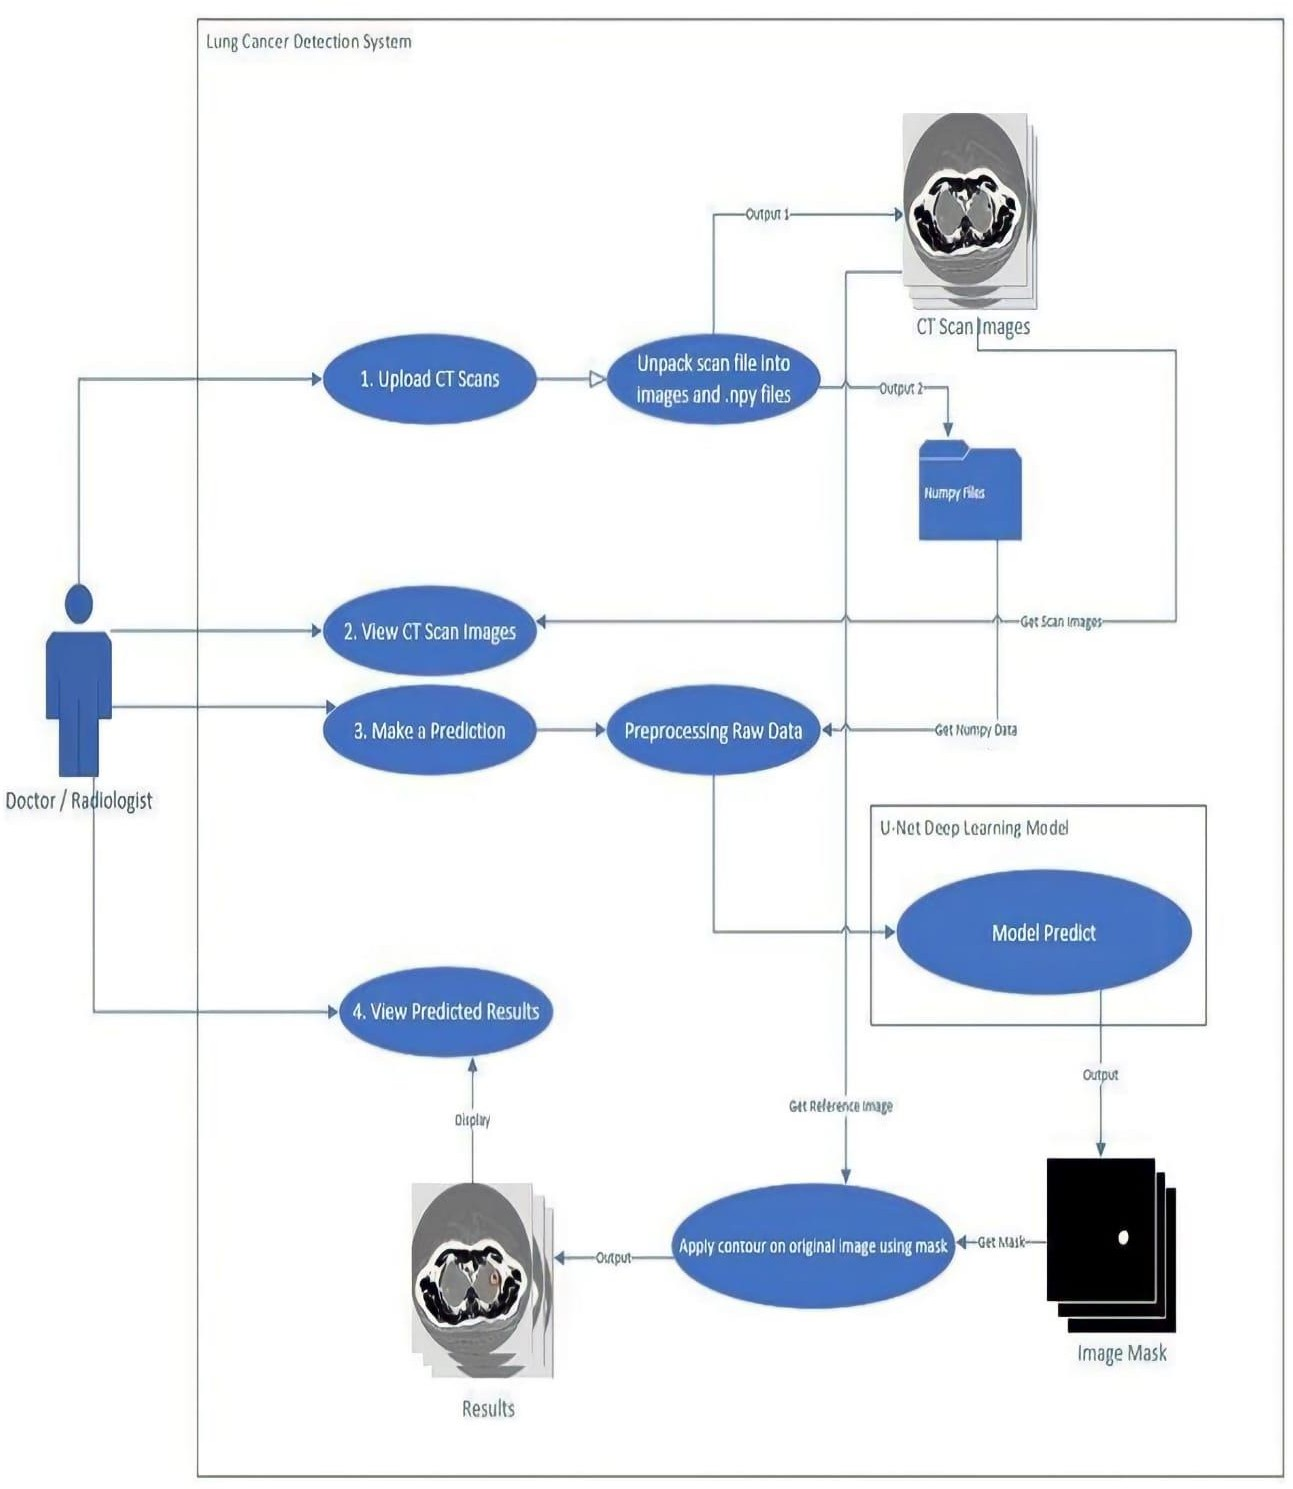 Lung Cancer Detection System
Output 1
CT Scan Images
1. Upload CT Scans
Unpack scan file into
images and .npy files
Output 2
Numpy Files
2. View CT Scan Images
Get Scan Images
3. Make a Prediction
Preprocessing Raw Data
Get Numpy Data
Doctor / Radiologist
U-Net Deep Learning Model
Model Predict
4. View Predicted Results
Output
Get Reference Image
Display
Apply contour on original image using mask
Get Mask
Output
Image Mask
Results